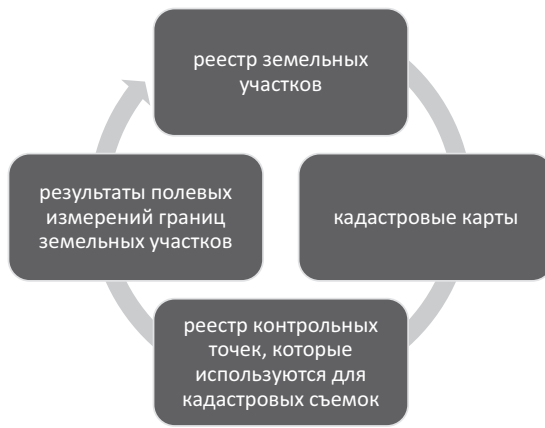 реестр земельных
участков
кадастровые карты
реестр контрольных
точек, которые
используются для
кадастровых съемок
результаты полевых
измерений границ
земельных участков